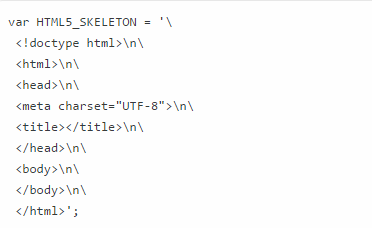 var HTML5_SKELETON = '\
<!doctype html>\n\
<html>\n\
<head>\n\
<meta charset="UTF-8">\n\
<title></title>\n\
</head>\n\
<body>\n\
</body>\n\
</html>';